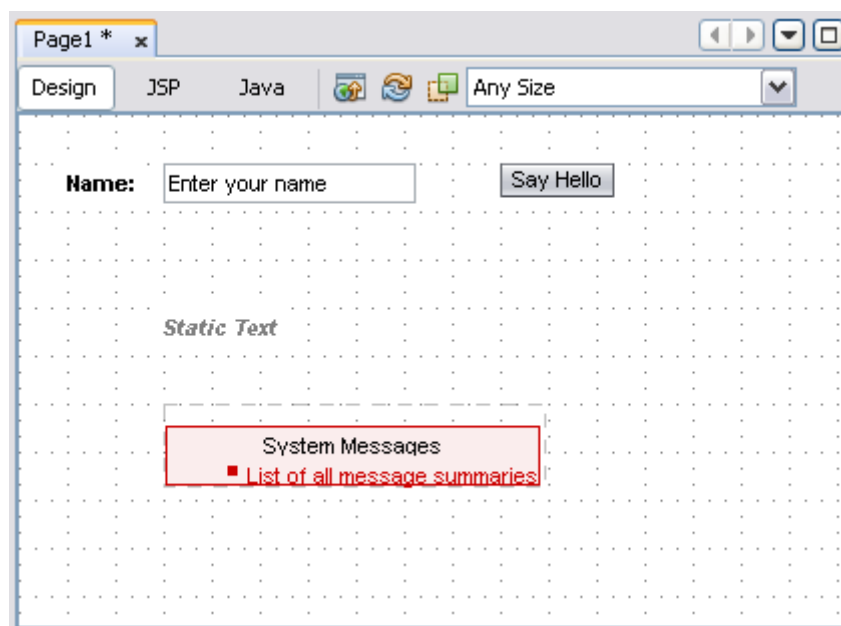 Page1 *
Design JSP Java Any Size
Name: Enter your name Say Hello
Static Text
System Messages
List of all message summaries